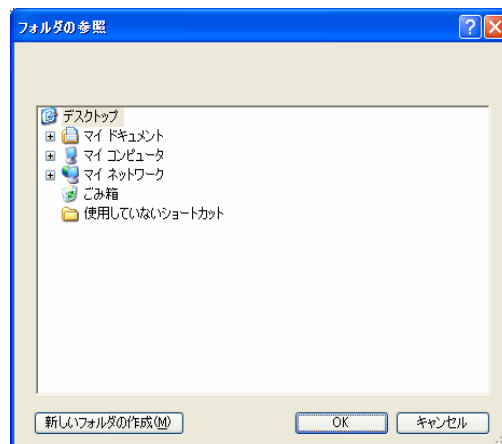 フォルダの参照
デスクトップ
マイ ドキュメント
マイ コンピュータ
マイ ネットワーク
ごみ箱
使用していないショートカット
新しいフォルダの作成(M) OK キャンセル